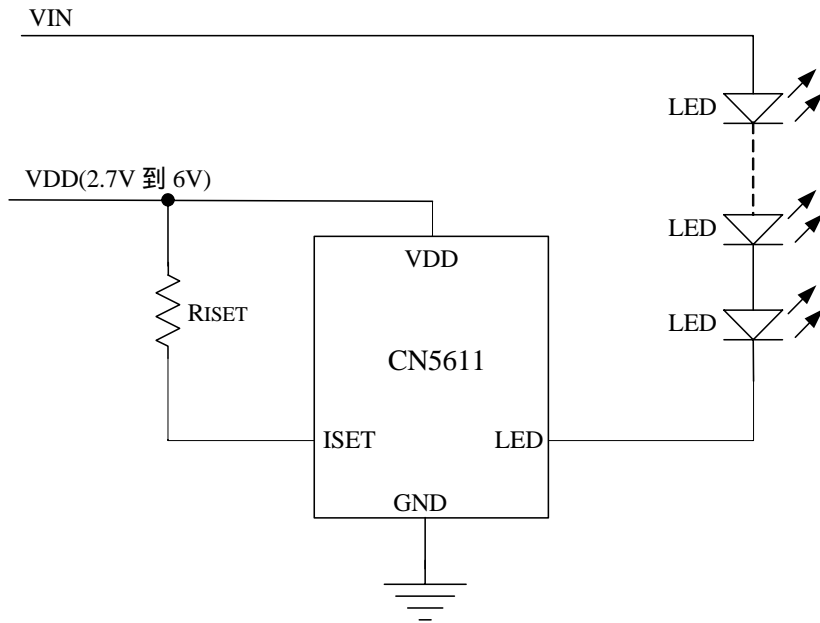 VIN
LED
VDD(2.7V 到 6V)
LED
VDD
RISET
LED
CN5611
ISET
LED
GND